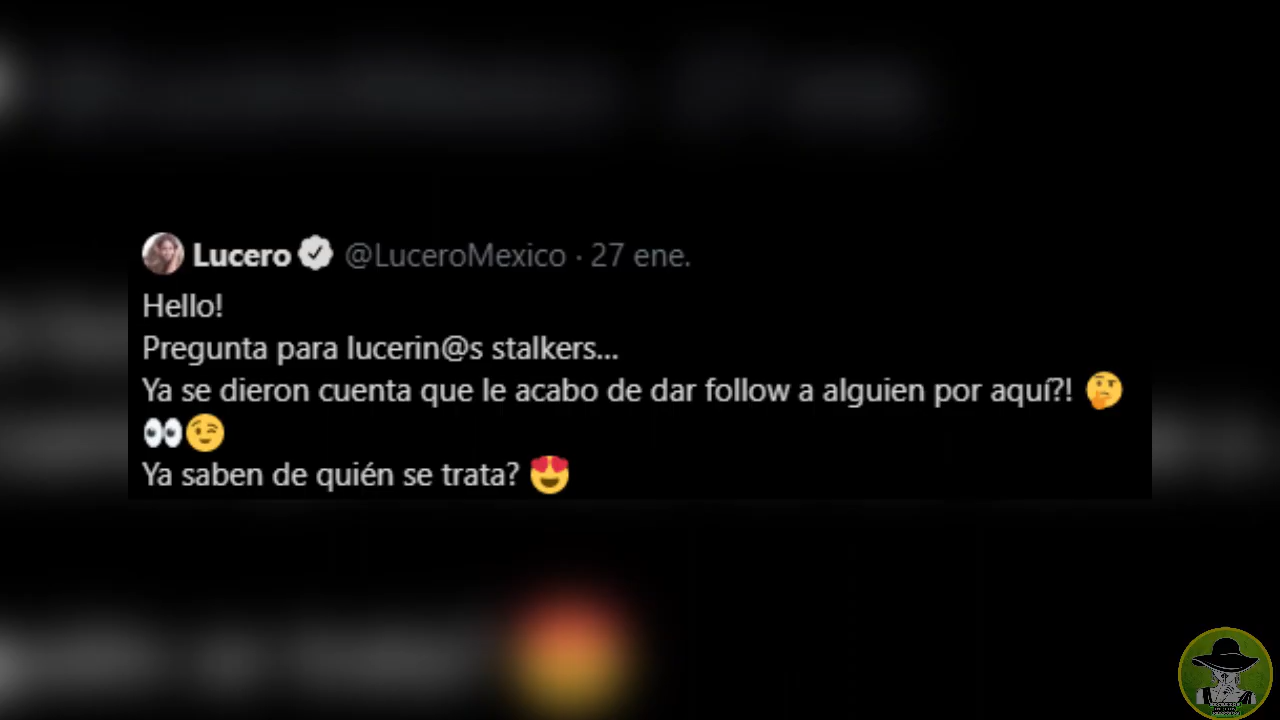 Lucero @LuceroMexico · 27 ene.
Hello!
Pregunta para lucerin@s stalkers...
Ya se dieron cuenta que le acabo de dar follow a alguien por aquí?! 🤔
👀😉
Ya saben de quién se trata? 😍